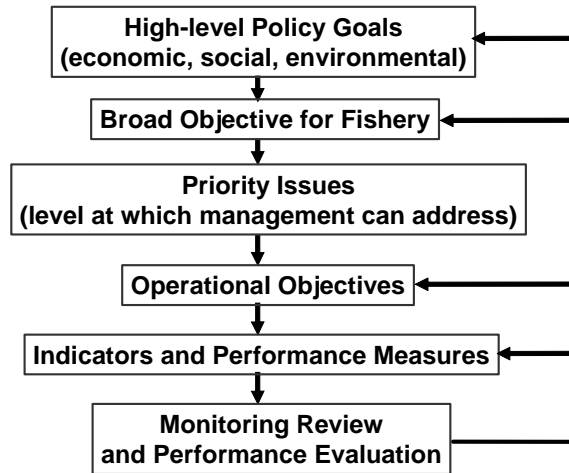 High-level Policy Goals
(economic, social, environmental)
Broad Objective for Fishery
Priority Issues
(level at which management can address)
Operational Objectives
Indicators and Performance Measures
Monitoring Review
and Performance Evaluation